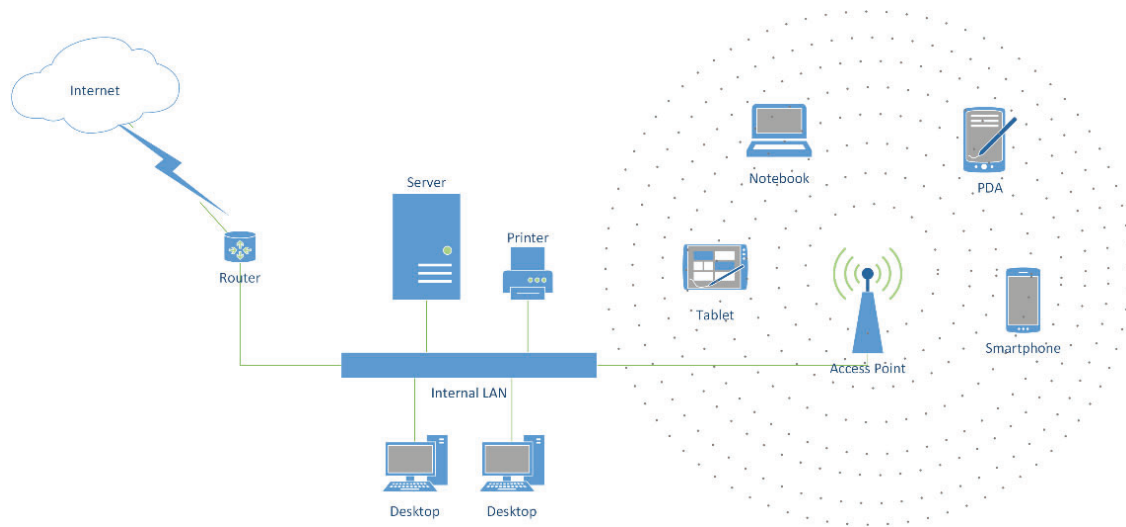 Internet
Server
Notebook
PDA
Printer
Router
Tablet
Smartphone
Access Point
Internal LAN
Desktop
Desktop